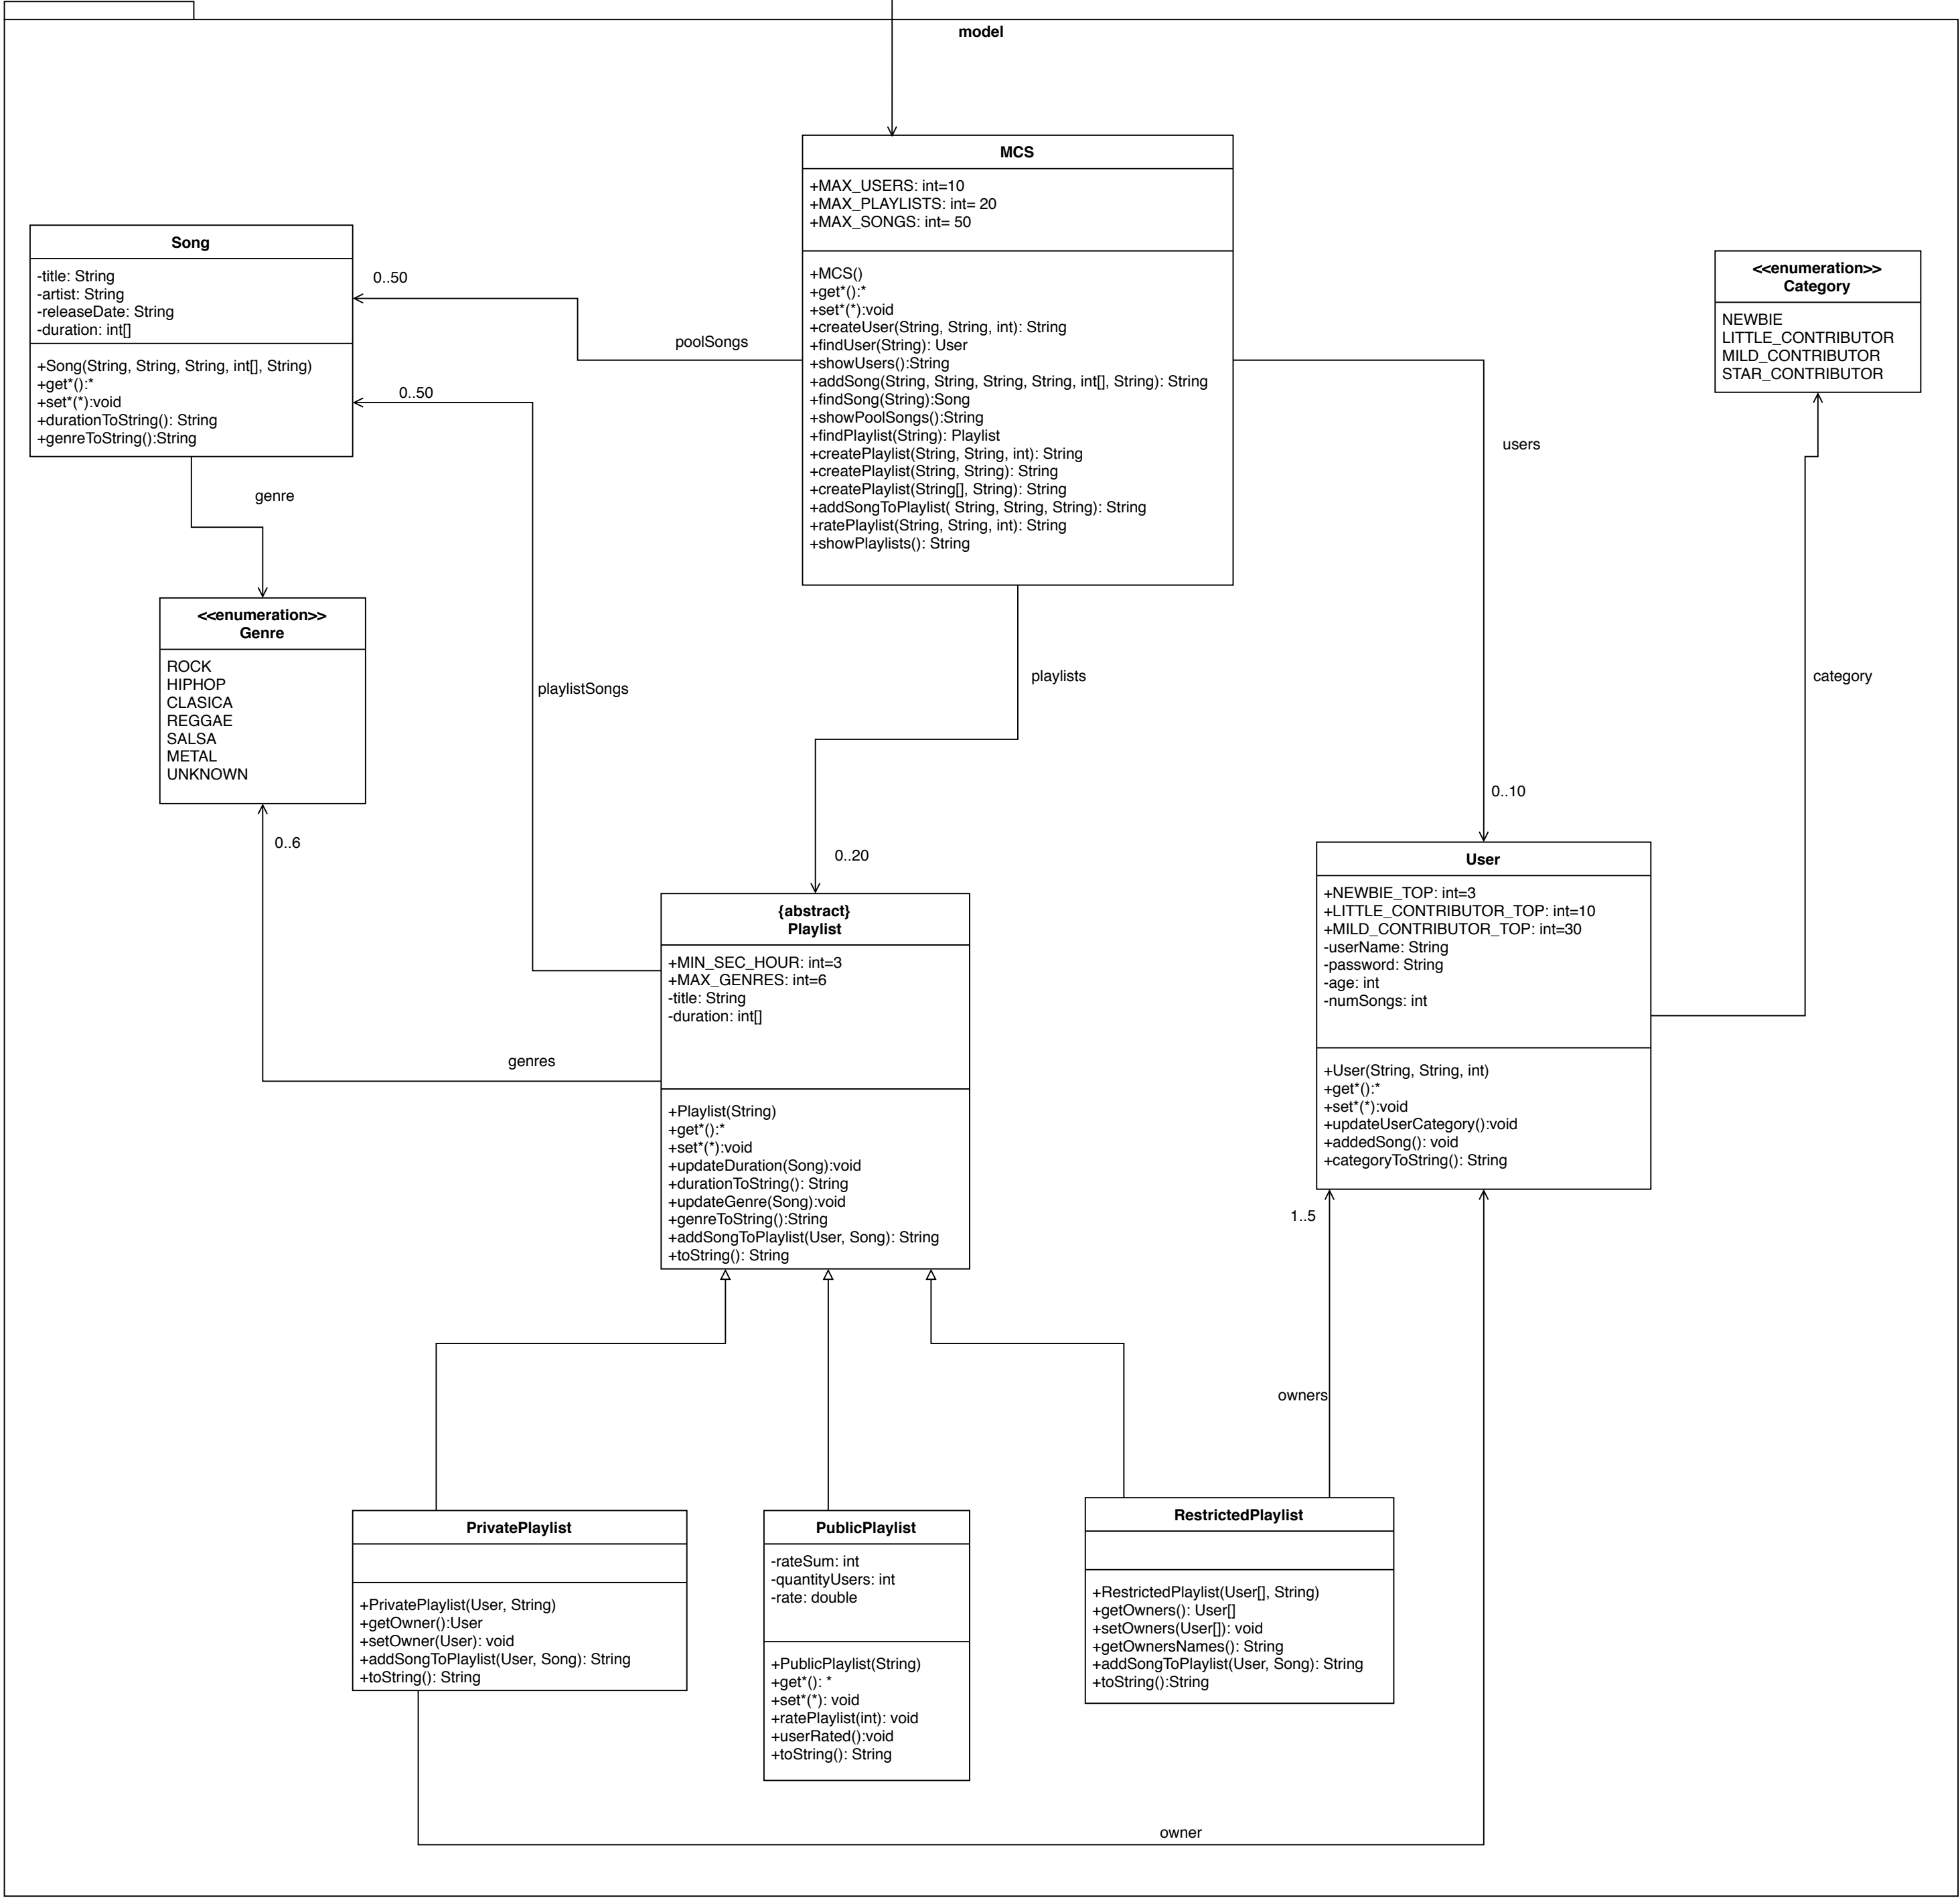 model
MCS
+MAX_USERS: int=10
+MAX_PLAYLISTS: int= 20
+MAX_SONGS: int= 50
+MCS()
+get*():*
+set*(*):void
+createUser(String, String, int): String
+findUser(String): User
+showUsers():String
+addSong(String, String, String, String, int[], String): String
+findSong(String):Song
+showPoolSongs():String
+findPlaylist(String): Playlist
+createPlaylist(String, String, int): String
+createPlaylist(String, String): String
+createPlaylist(String[], String): String
+addSongToPlaylist( String, String, String): String
+ratePlaylist(String, String, int): String
+showPlaylists(): String
Song
-title: String
-artist: String
-releaseDate: String
-duration: int[]
+Song(String, String, String, int[], String)
+get*():*
+set*(*):void
+durationToString(): String
+genreToString():String
0..50
poolSongs
0..50
<<enumeration>>
Category
NEWBIE
LITTLE_CONTRIBUTOR
MILD_CONTRIBUTOR
STAR_CONTRIBUTOR
users
genre
<<enumeration>>
Genre
ROCK
HIPHOP
CLASICA
REGGAE
SALSA
METAL
UNKNOWN
playlistSongs
playlists
category
0..10
0..6
0..20
{abstract}
Playlist
+MIN_SEC_HOUR: int=3
+MAX_GENRES: int=6
-title: String
-duration: int[]
+Playlist(String)
+get*():*
+set*(*):void
+updateDuration(Song):void
+durationToString(): String
+updateGenre(Song):void
+genreToString():String
+addSongToPlaylist(User, Song): String
+toString(): String
genres
User
+NEWBIE_TOP: int=3
+LITTLE_CONTRIBUTOR_TOP: int=10
+MILD_CONTRIBUTOR_TOP: int=30
-userName: String
-password: String
-age: int
-numSongs: int
+User(String, String, int)
+get*():*
+set*(*):void
+updateUserCategory():void
+addedSong(): void
+categoryToString(): String
1..5
owners
PrivatePlaylist
+PrivatePlaylist(User, String)
+getOwner():User
+setOwner(User): void
+addSongToPlaylist(User, Song): String
+toString(): String
PublicPlaylist
-rateSum: int
-quantityUsers: int
-rate: double
+PublicPlaylist(String)
+get*(): *
+set*(*): void
+ratePlaylist(int): void
+userRated():void
+toString(): String
RestrictedPlaylist
+RestrictedPlaylist(User[], String)
+getOwners(): User[]
+setOwners(User[]): void
+getOwnersNames(): String
+addSongToPlaylist(User, Song): String
+toString():String
owner